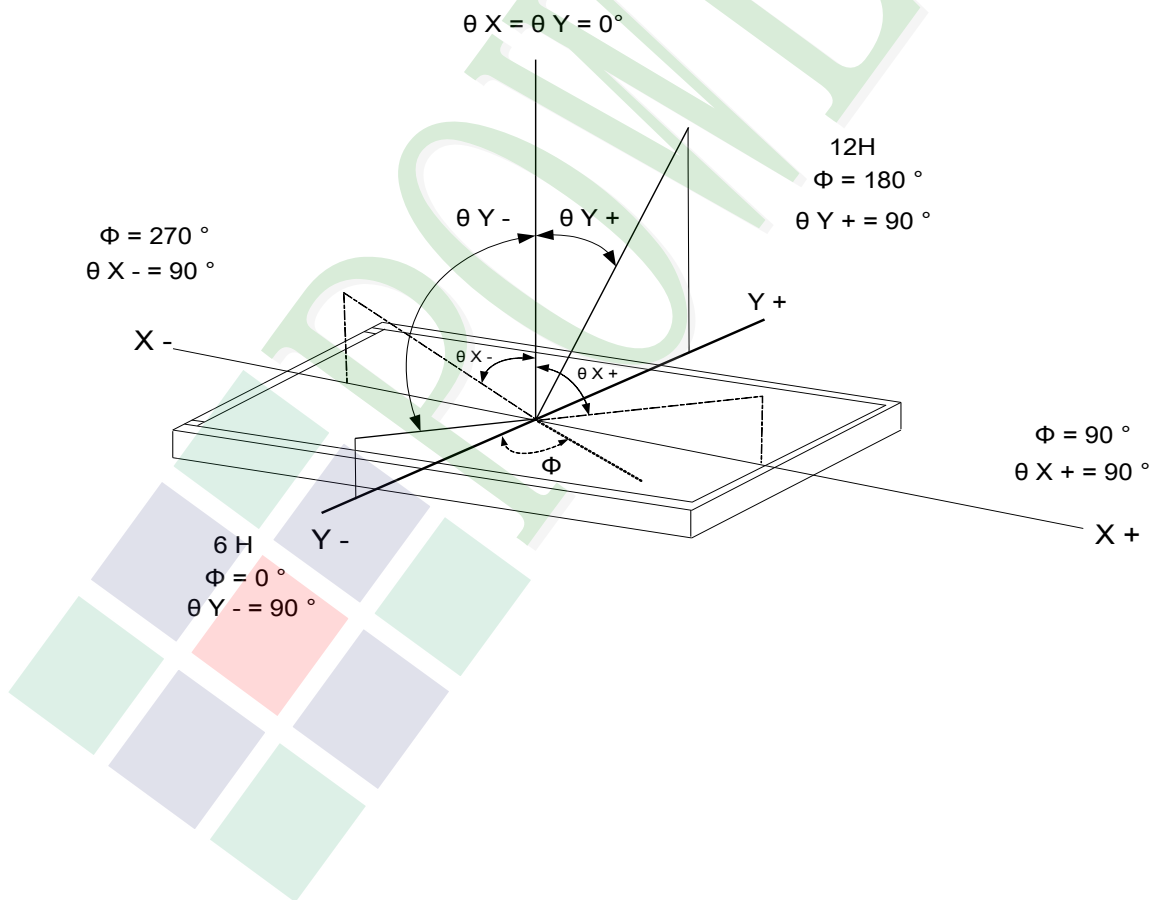 θ X = θ Y = 0°
12H
Φ = 180 °
θ Y + = 90 °
θ Y -
θ Y +
Φ = 270 °
θ X - = 90 °
Y +
X -
θ X -
θ X +
Φ = 90 °
θ X + = 90 °
Φ
Y -
X +
6 H
Φ = 0 °
θ Y - = 90 °